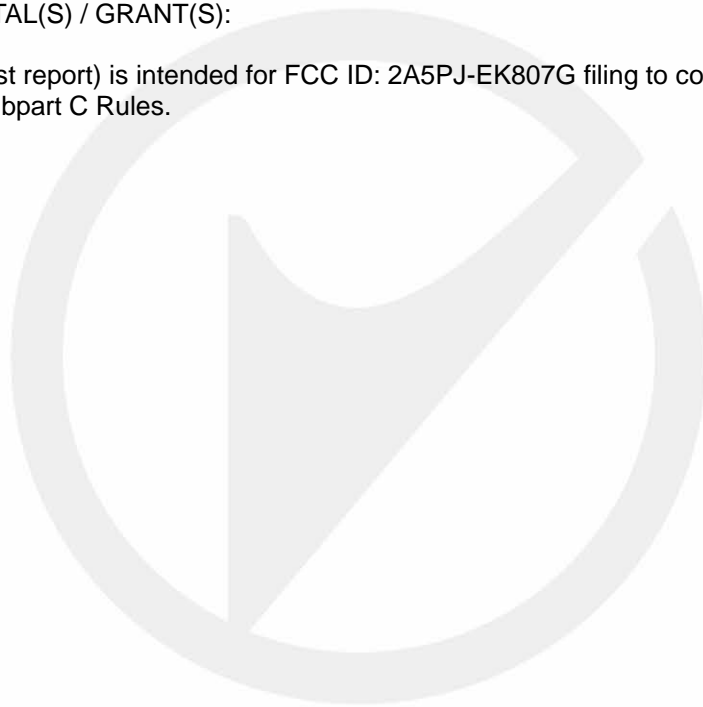 TAL(S) / GRANT(S):
st report) is intended for FCC ID: 2A5PJ-EK807G filing to co
bpart C Rules.